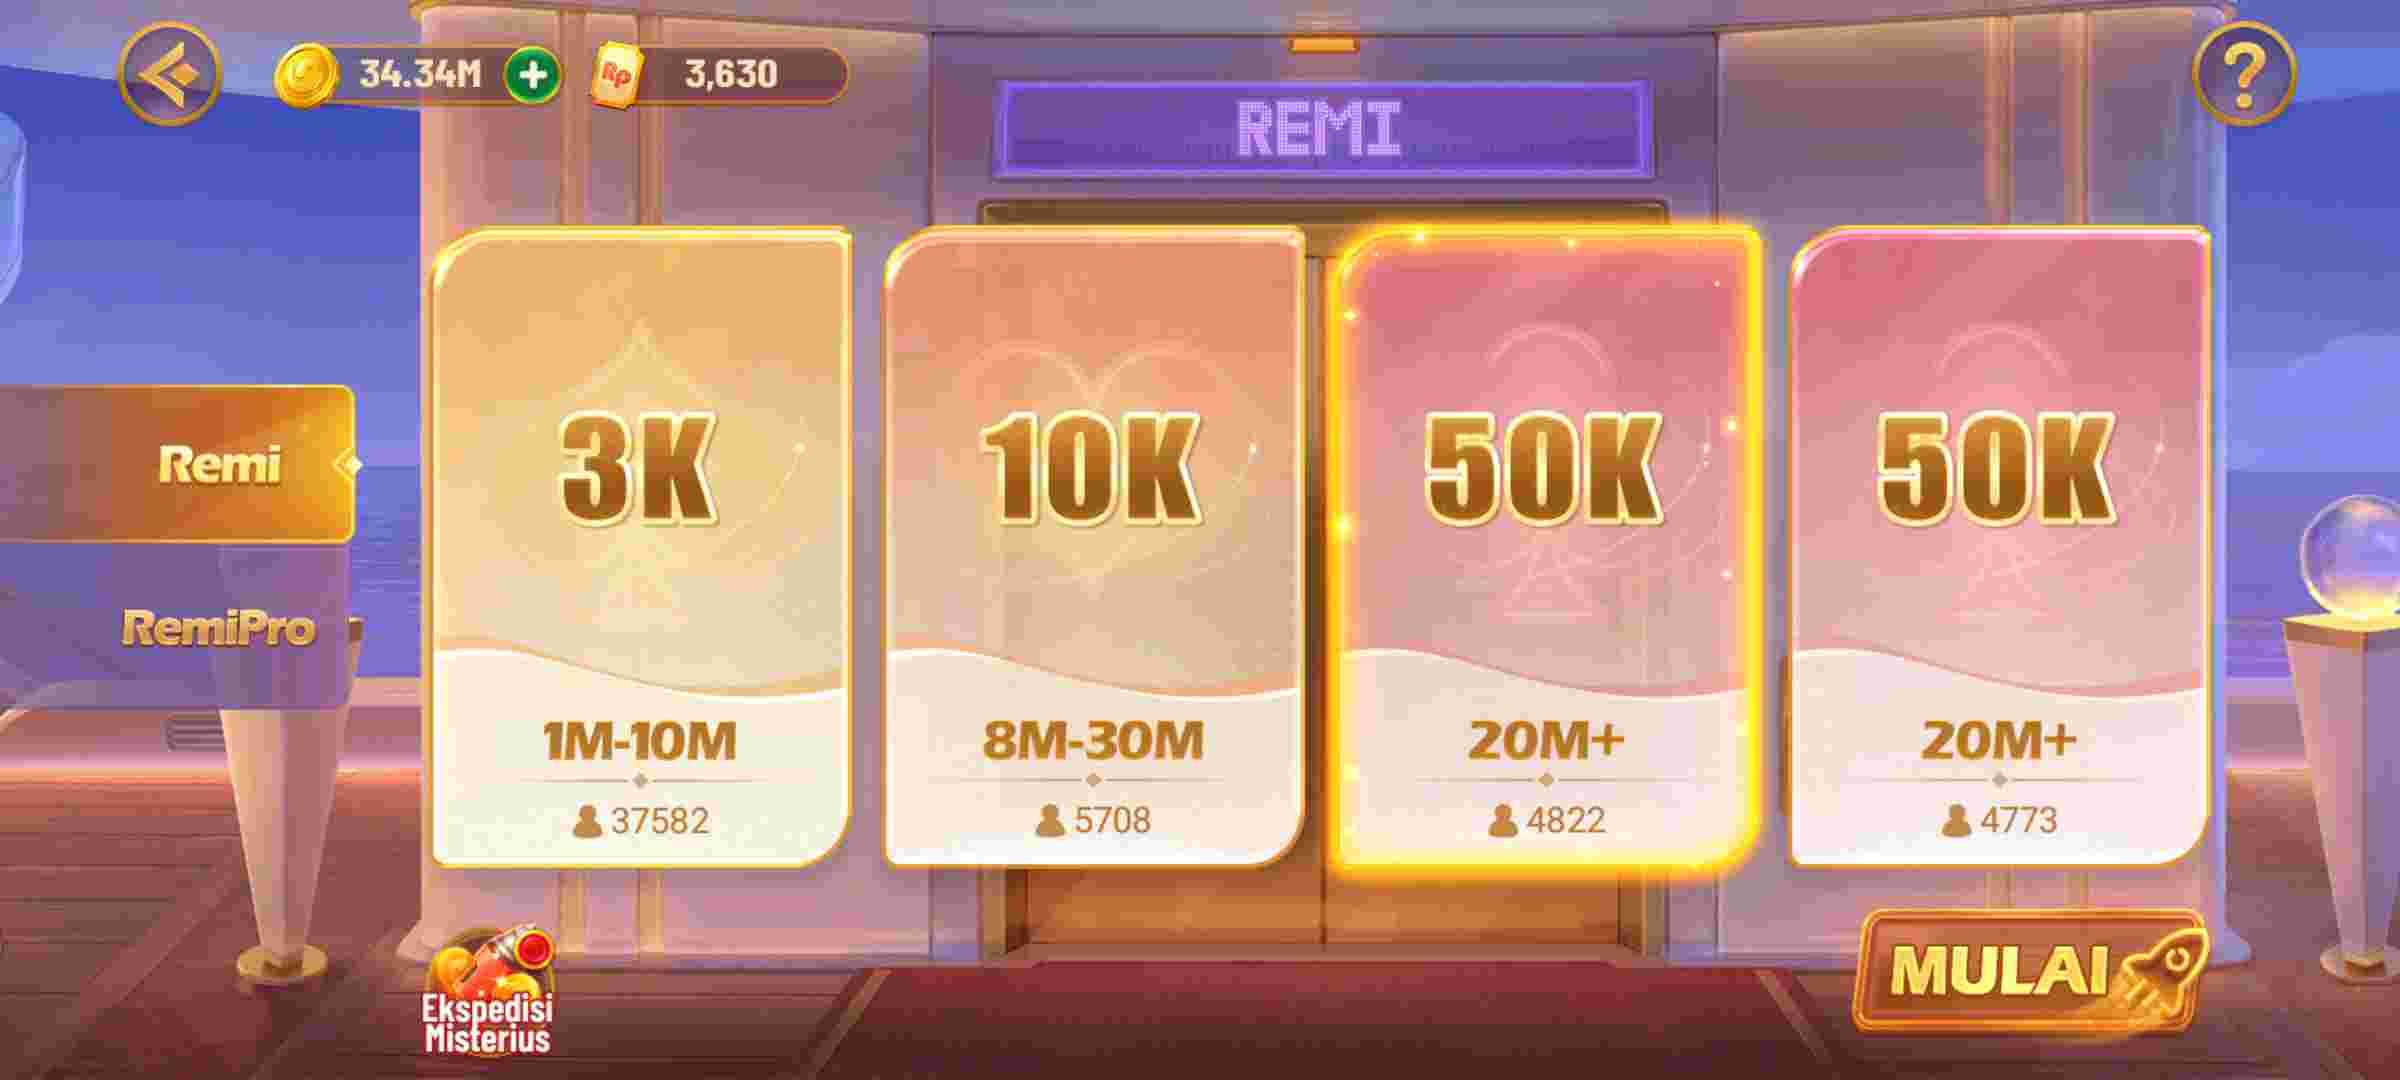 34.34M
Rp
3,630
REMI
?
Remi
RemiPro
3K
1M-10M
37582
10K
8M-30M
5708
50K
20M+
4822
50K
20M+
4773
Ekspedisi
Misterius
MULAI